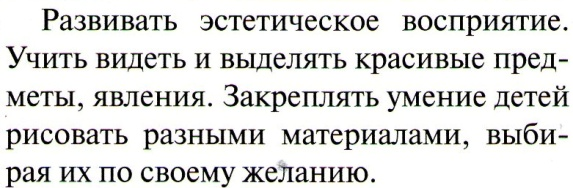 Развивать эстетическое восприятие.
Учить видеть и выделять красивые пред-
меты, явления. Закреплять умение детей
рисовать разными материалами, выби-
рая их по своему желанию.